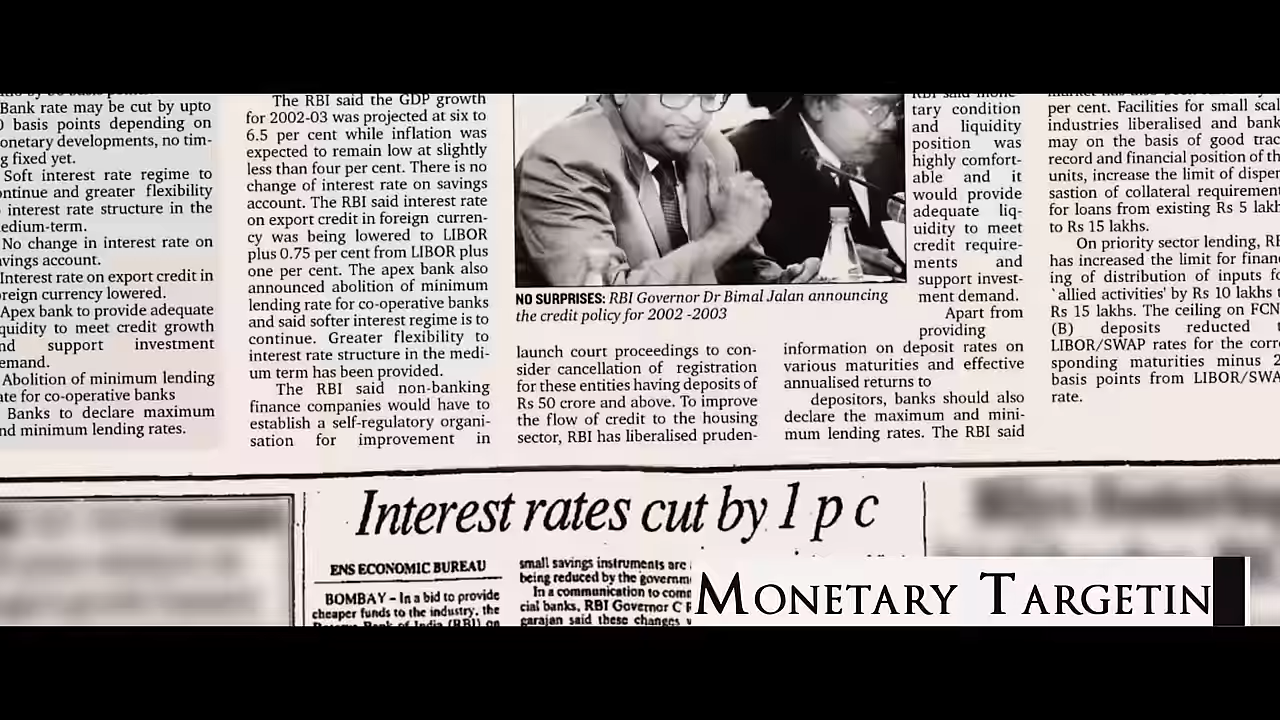 Bank rate may be cut by upto
basis points depending on
monetary developments, no tim-
fixed yet.
Soft interest rate regime to
continue and greater flexibility
interest rate structure in the
medium-term.
No change in interest rate on
savings account.
Interest rate on export credit in
foreign currency lowered.
Apex bank to provide adequate
liquidity to meet credit growth
and support investment
demand.
Abolition of minimum lending
rate for co-operative banks
Banks to declare maximum
and minimum lending rates.
The RBI said the GDP growth
for 2002-03 was projected at six to
6.5 per cent while inflation was
expected to remain low at slightly
less than four per cent. There is no
change of interest rate on savings
account. The RBI said interest rate
on export credit in foreign curren-
cy was being lowered to LIBOR
plus 0.75 per cent from LIBOR plus
one per cent. The apex bank also
announced abolition of minimum
lending rate for co-operative banks
and said softer interest regime is to
continue. Greater flexibility to
interest rate structure in the medi-
um term has been provided.
The RBI said non-banking
finance companies would have to
establish a self-regulatory organi-
sation for improvement in
NO SURPRISES: RBI Governor Dr Bimal Jalan announcing
the credit policy for 2002 -2003
launch court proceedings to con-
sider cancellation of registration
for these entities having deposits of
Rs 50 crore and above. To improve
the flow of credit to the housing
sector, RBI has liberalised pruden-
RBI said mone-
tary condition
and liquidity
position was
highly comfort-
able and it
would provide
adequate liq-
uidity to meet
credit require-
ments and
support invest-
ment demand.
Apart from
providing
information on deposit rates on
various maturities and effective
annualised returns to
depositors, banks should also
declare the maximum and mini-
mum lending rates. The RBI said
per cent. Facilities for small scal
industries liberalised and bank
may on the basis of good trac
record and financial position of th
units, increase the limit of dispen
sastion of collateral requiremen
for loans from existing Rs 5 lakh
to Rs 15 lakhs.
On priority sector lending, RB
has increased the limit for financ
ing of distribution of inputs fo
`allied activities' by Rs 10 lakhs t
Rs 15 lakhs. The ceiling on FCN
(B) deposits reducted
LIBOR/SWAP rates for the corr
sponding maturities minus 2
basis points from LIBOR/SWA
rate.
Interest rates cut by 1 p c
ENS ECONOMIC BUREAU
BOMBAY - In a bid to provide
cheaper funds to the industry, the
Reserve Bank of India (RBI) on
small savings instruments are
being reduced by the governm
In a communication to comm
cial banks, RBI Governor C R
garajan said these changes w
MONETARY TARGETIN